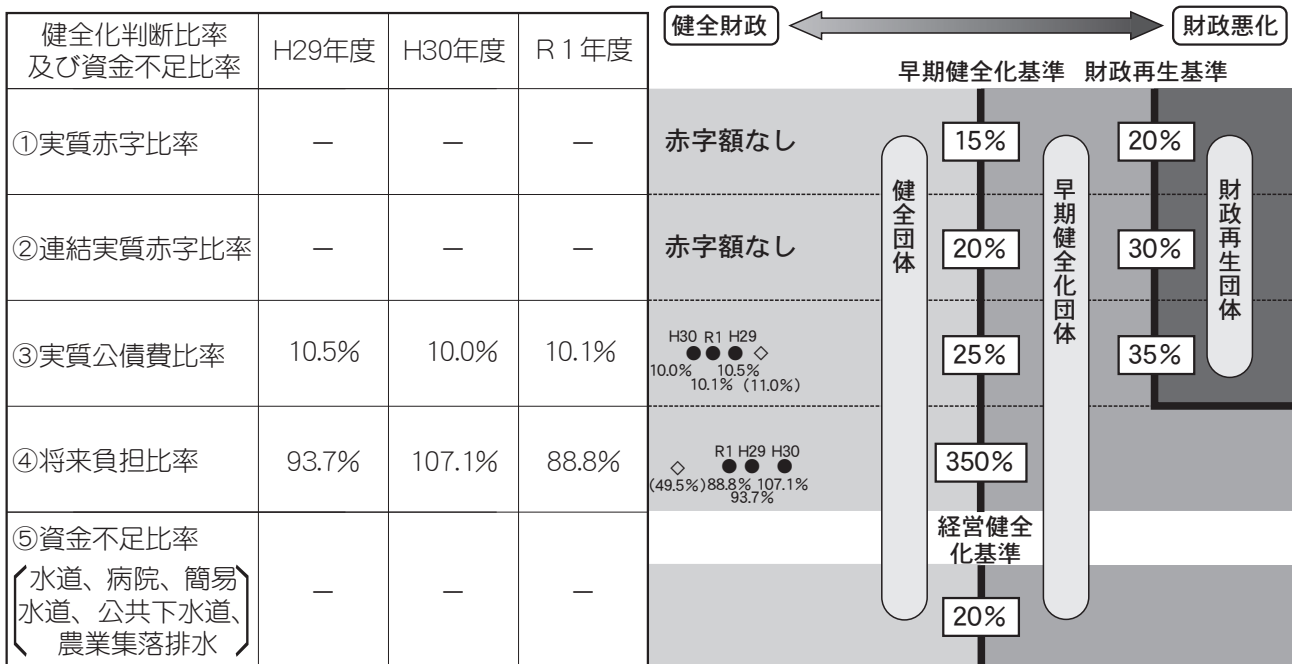 健全化判断比率
及び資金不足比率
H29年度
H30年度
R1年度
①実質赤字比率
－
－
－
②連結実質赤字比率
－
－
－
③実質公債費比率
10.5%
10.0%
10.1%
④将来負担比率
93.7%
107.1%
88.8%
⑤資金不足比率
水道、病院、簡易
水道、公共下水道、
農業集落排水
－
－
－
健全財政
財政悪化
早期健全化基準
財政再生基準
赤字額なし
15%
20%
赤字額なし
20%
30%
H30 R1 H29
10.0% 10.5%
10.1% (11.0%)
25%
35%
R1 H29 H30
(49.5%) 88.8% 107.1%
93.7%
350%
経営健全
化基準
20%
健全団体
早期健全化団体
財政再生団体